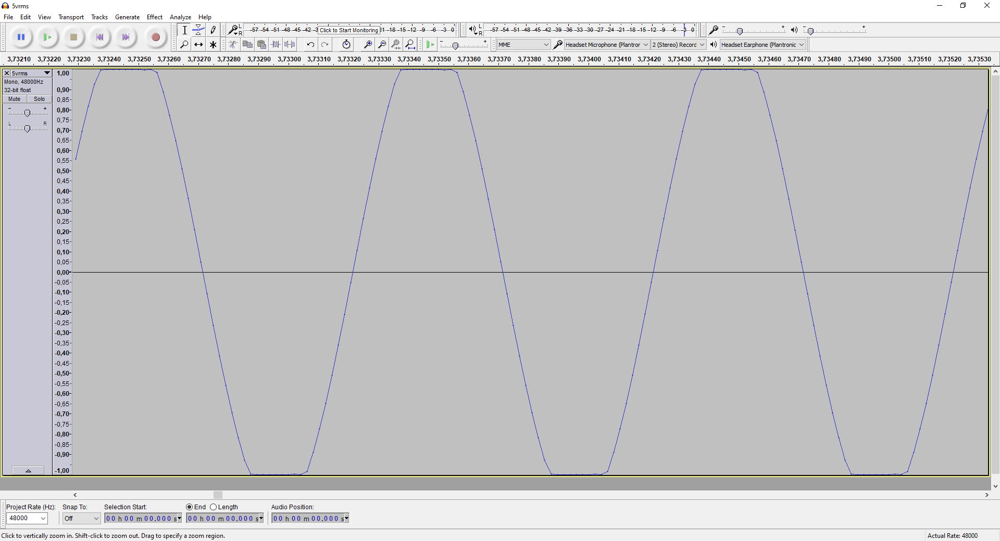 5vrms
File Edit View Transport Tracks Generate Effect Analyze Help
L
R
-57 -54 -51 -48 -45 -42 -3
Click to Start Monitoring
21 -18 -15 -12 -9 -6 -3 0
L
R
-57 -54 -51 -48 -45 -42 -39 -36 -33 -30 -27 -24 -21 -18 -15 -12 -9 -6 -3 0
- +
- +
- +
MME
Headset Microphone (Plantror
2 (Stereo) Record
Headset Earphone (Plantronic
3,73210 3,73220 3,73230 3,73240 3,73250 3,73260 3,73270 3,73280 3,73290 3,73300 3,73310 3,73320 3,73330 3,73340 3,73350 3,73360 3,73370 3,73380 3,73390 3,73400 3,73410 3,73420 3,73430 3,73440 3,73450 3,73460 3,73470 3,73480 3,73490 3,73500 3,73510 3,73520 3,73530
5vrms
Mono, 48000Hz
32-bit float
Mute Solo
- +
L R
1,00
0,90
0,85
0,80
0,75
0,70
0,65
0,60
0,55
0,50
0,45
0,40
0,35
0,30
0,25
0,20
0,15
0,10
0,05
0,00
-0,05
-0,10
-0,15
-0,20
-0,25
-0,30
-0,35
-0,40
-0,45
-0,50
-0,55
-0,60
-0,65
-0,70
-0,75
-0,80
-0,85
-0,90
-1,00
Project Rate (Hz): Snap To: Selection Start: End Length Audio Position:
48000 Off 00 h 00 m 00.000 s 00 h 00 m 00.000 s 00 h 00 m 00.000 s
Click to vertically zoom in. Shift-click to zoom out. Drag to specify a zoom region.
Actual Rate: 48000